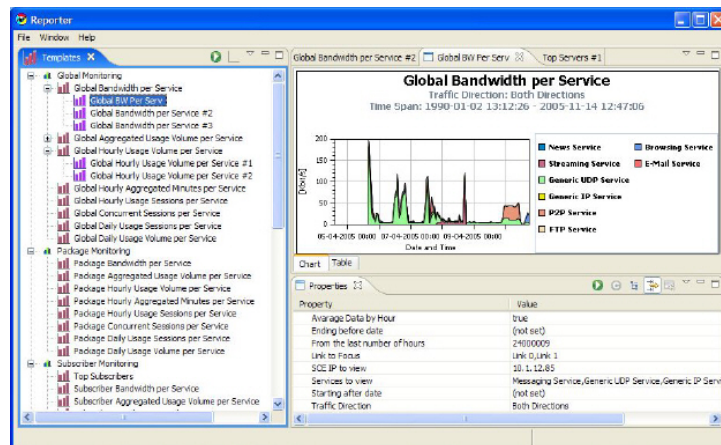 Reporter
File Window Help
Templates
Global Monitoring
Global Bandwidth per Service
Global BW Per Serv
Global Bandwidth per Service #2
Global Bandwidth per Service #3
Global Aggregated Usage Volume per Service
Global Hourly Usage Volume per Service
Global Hourly Usage Volume per Service #1
Global Hourly Usage Volume per Service #2
Global Hourly Aggregated Minutes per Service
Global Hourly Usage Sessions per Service
Global Concurrent Sessions per Service
Global Daily Usage Sessions per Service
Global Daily Usage Volume per Service
Package Monitoring
Package Bandwidth per Service
Package Aggregated Usage Volume per Service
Package Hourly Usage Volume per Service
Package Hourly Aggregated Minutes per Service
Package Hourly Usage Sessions per Service
Package Concurrent Sessions per Service
Package Daily Usage Sessions per Service
Package Daily Usage Volume per Service
Subscriber Monitoring
Top Subscribers
Subscriber Bandwidth per Service
Subscriber Aggregated Usage Volume per Service
Global Bandwidth per Service #2 Global BW Per Serv Top Servers #1
Global Bandwidth per Service
Traffic Direction: Both Directions
Time Span: 1990-01-02 13:12:26 - 2005-11-14 12:47:06
200
150
100
50
0
05-04-2005 00:00 07-04-2005 00:00 09-04-2005 00:00
Date and Time
News Service Browsing Service
Streaming Service E-Mail Service
Generic UDP Service
Generic IP Service
P2P Service
FTP Service
Chart Table
Properties
Property Value
Avarage Data by Hour true
Ending before date (not set)
From the last number of hours 24000009
Link to Focus Link 0,Link 1
SCE IP to view 10.1.12.85
Services to view Messaging Service,Generic UDP Service,Generic IP Serv
Starting after date (not set)
Traffic Direction Both Directions